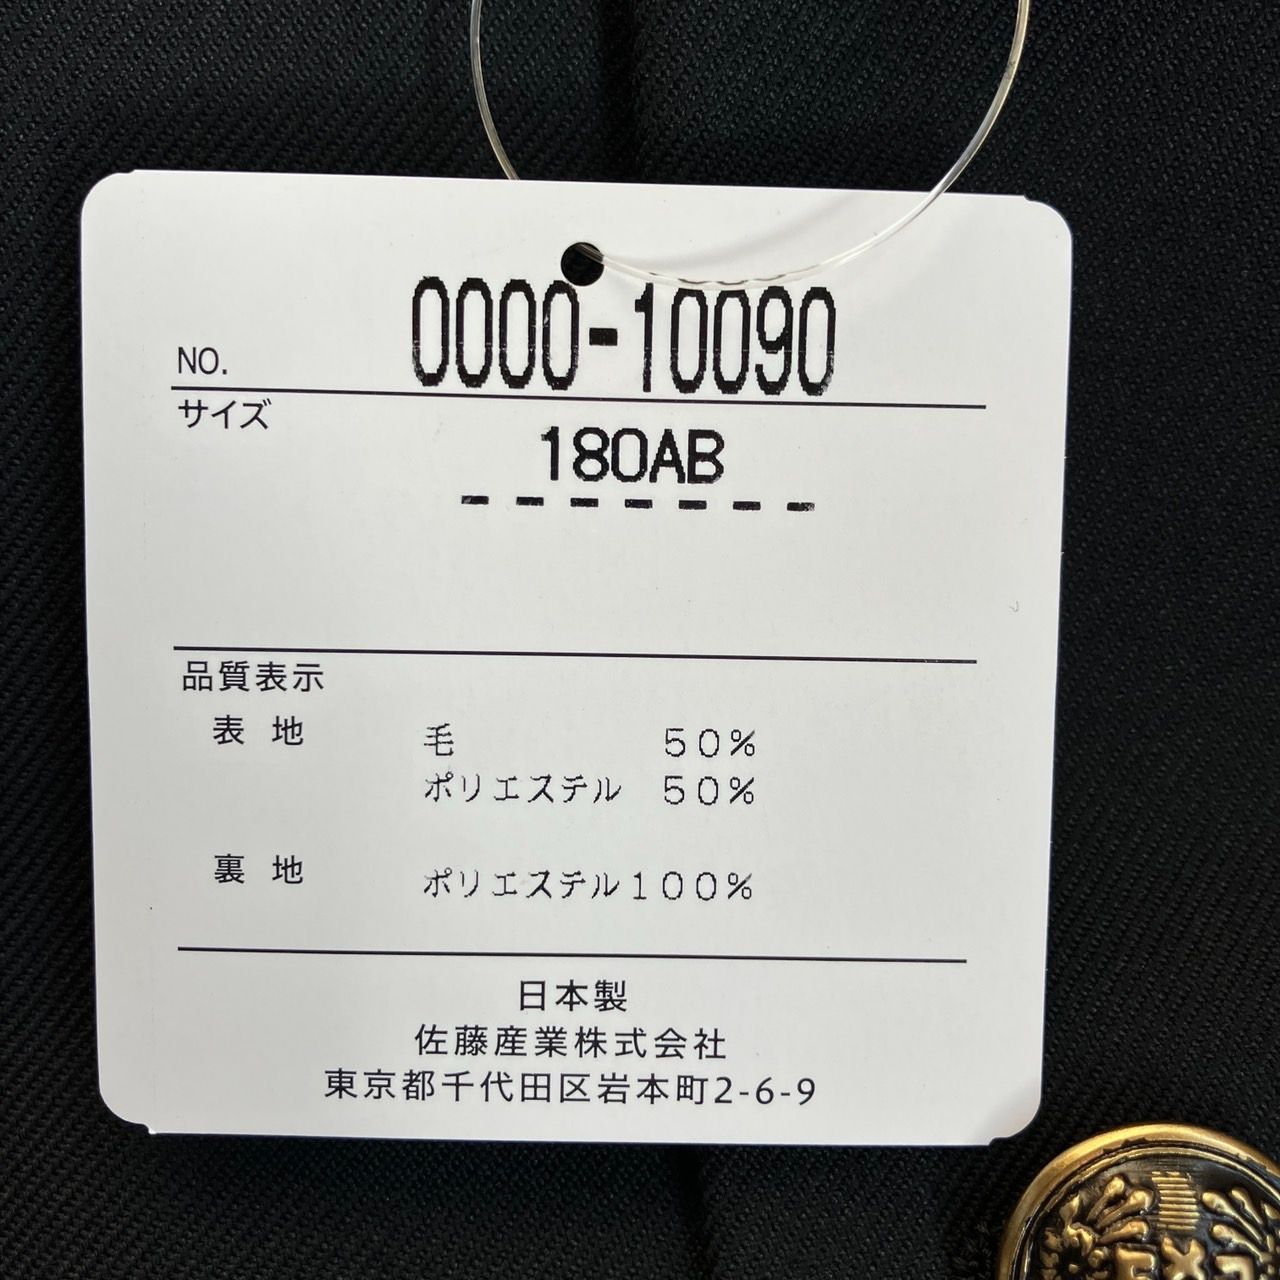 NO. 0000-10090
サイズ
180AB
- - - - - - -
品質表示
表 地 毛 50%
ポリエステル 50%
裏 地 ポリエステル100%
日本製
佐藤産業株式会社
東京都千代田区岩本町2-6-9